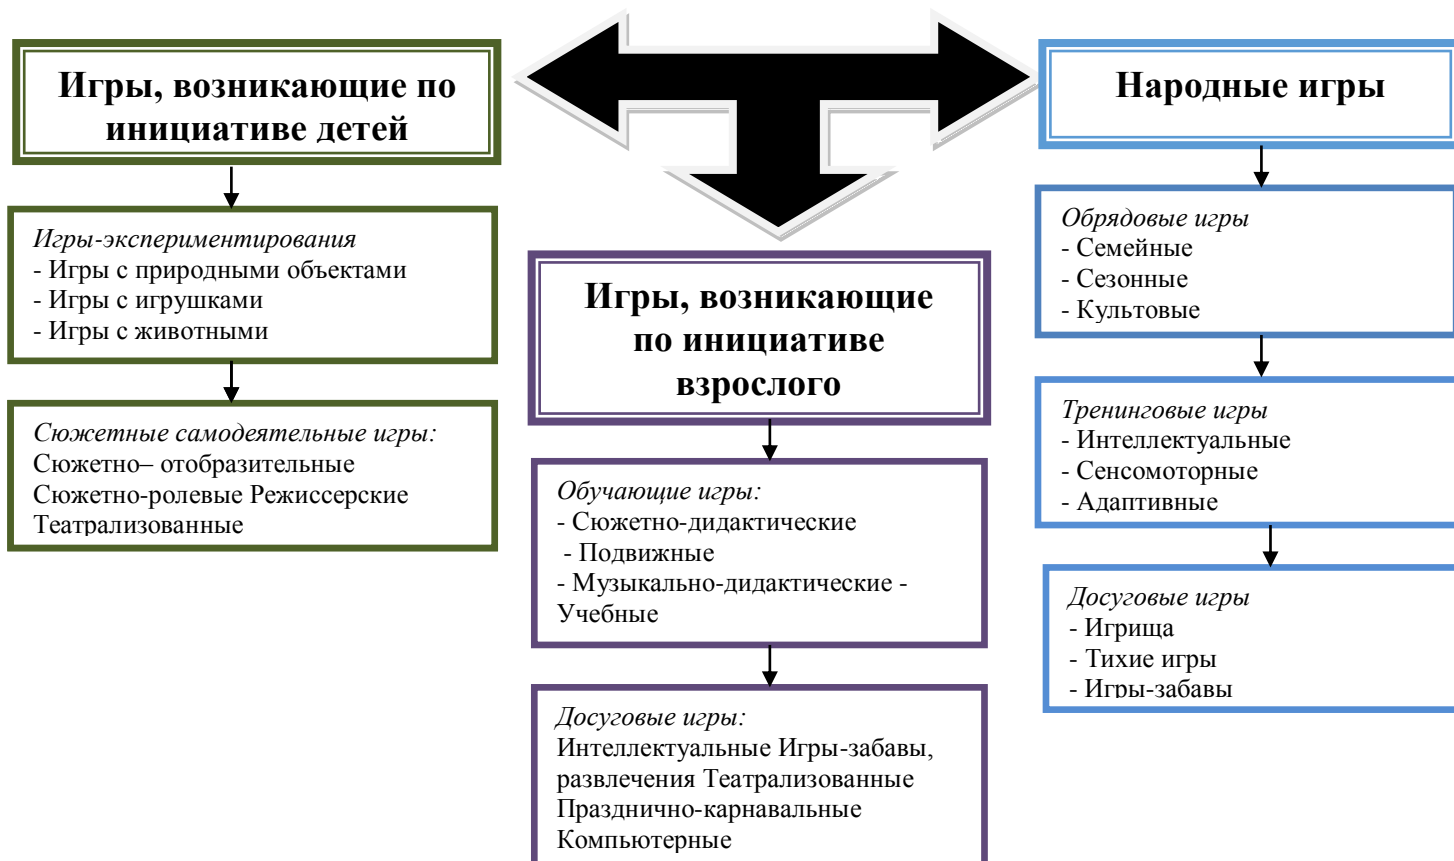 Игры, возникающие по
инициативе детей
Игры-экспериментирования
- Игры с природными объектами
- Игры с игрушками
- Игры с животными
Сюжетные самодеятельные игры:
Сюжетно– отобразительные
Сюжетно-ролевые Режиссерские
Театрализованные
Игры, возникающие
по инициативе
взрослого
Обучающие игры:
- Сюжетно-дидактические
- Подвижные
- Музыкально-дидактические -
Учебные
Досуговые игры:
Интеллектуальные Игры-забавы,
развлечения Театрализованные
Празднично-карнавальные
Компьютерные
Народные игры
Обрядовые игры
- Семейные
- Сезонные
- Культовые
Тренинговые игры
- Интеллектуальные
- Сенсомоторные
- Адаптивные
Досуговые игры
- Игрища
- Тихие игры
- Игры-забавы